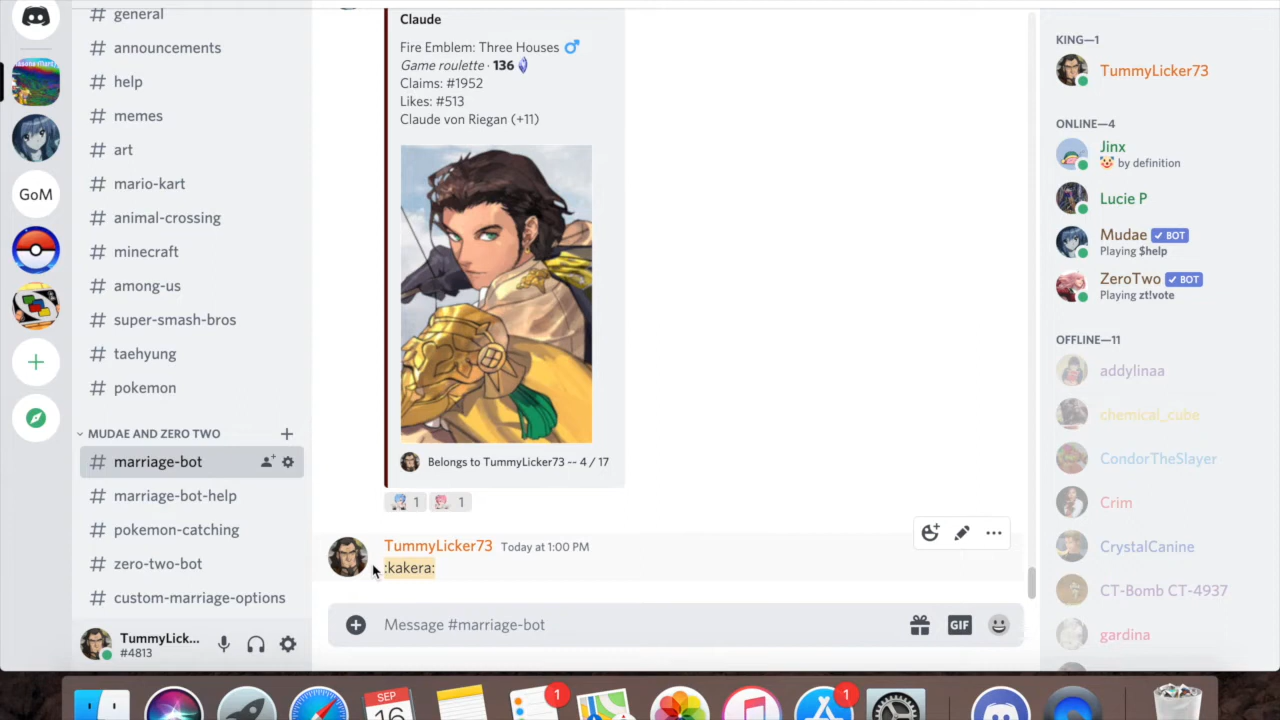 general
announcements
help
memes
art
mario-kart
animal-crossing
minecraft
among-us
super-smash-bros
taehyung
pokemon
MUDAE AND ZERO TWO
marriage-bot
marriage-bot-help
pokemon-catching
zero-two-bot
custom-marriage-options
TummyLick...
#4813
GoM
Claude
Fire Emblem: Three Houses
Game roulette · 136
Claims: #1952
Likes: #513
Claude von Riegan (+11)
Belongs to TummyLicker73 -- 4 / 17
1 1
TummyLicker73 Today at 1:00 PM
:kakera:
Message #marriage-bot
GIF
KING—1
TummyLicker73
ONLINE—4
Jinx
🤡 by definition
Lucie P
Mudae ✓ BOT
Playing $help
ZeroTwo ✓ BOT
Playing zt!vote
OFFLINE—11
addylinaa
chemical_cube
CondorTheSlayer
Crim
CrystalCanine
CT-Bomb CT-4937
gardina
SEP
16
1
1